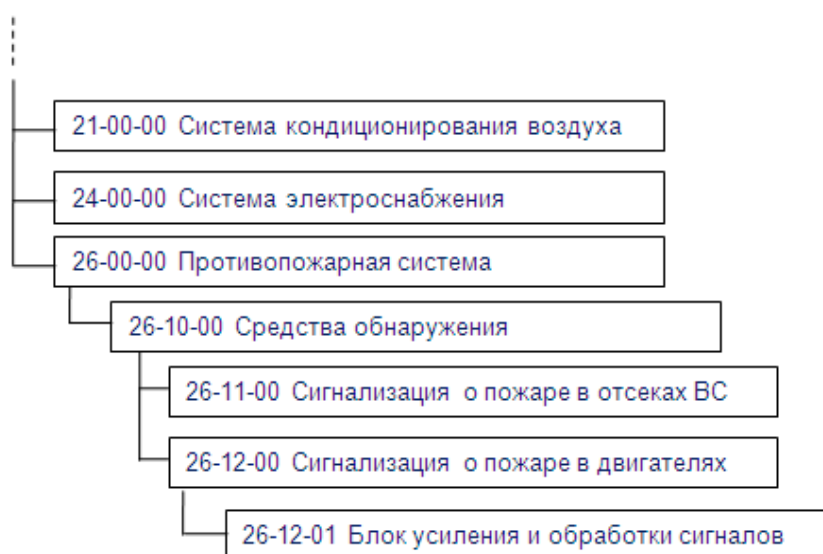 21-00-00 Система кондиционирования воздуха
24-00-00 Система электроснабжения
26-00-00 Противопожарная система
26-10-00 Средства обнаружения
26-11-00 Сигнализация о пожаре в отсеках ВС
26-12-00 Сигнализация о пожаре в двигателях
26-12-01 Блок усиления и обработки сигналов